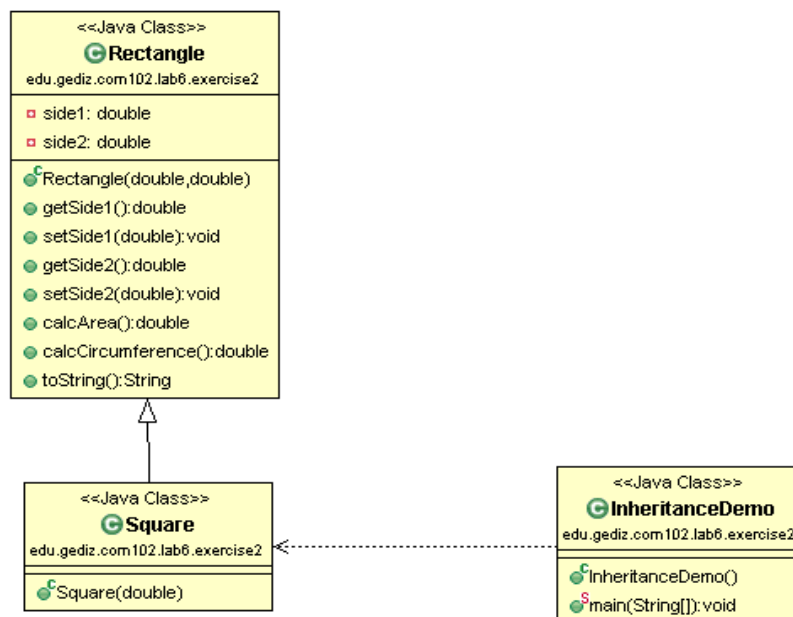 <<Java Class>>
Rectangle
edu.gediz.com102.lab6.exercise2
side1: double
side2: double
Rectangle(double,double)
getSide1():double
setSide1(double):void
getSide2():double
setSide2(double):void
calcArea():double
calcCircumference():double
toString():String
<<Java Class>>
Square
edu.gediz.com102.lab6.exercise2
Square(double)
<<Java Class>>
InheritanceDemo
edu.gediz.com102.lab6.exercise2
InheritanceDemo()
main(String[]):void